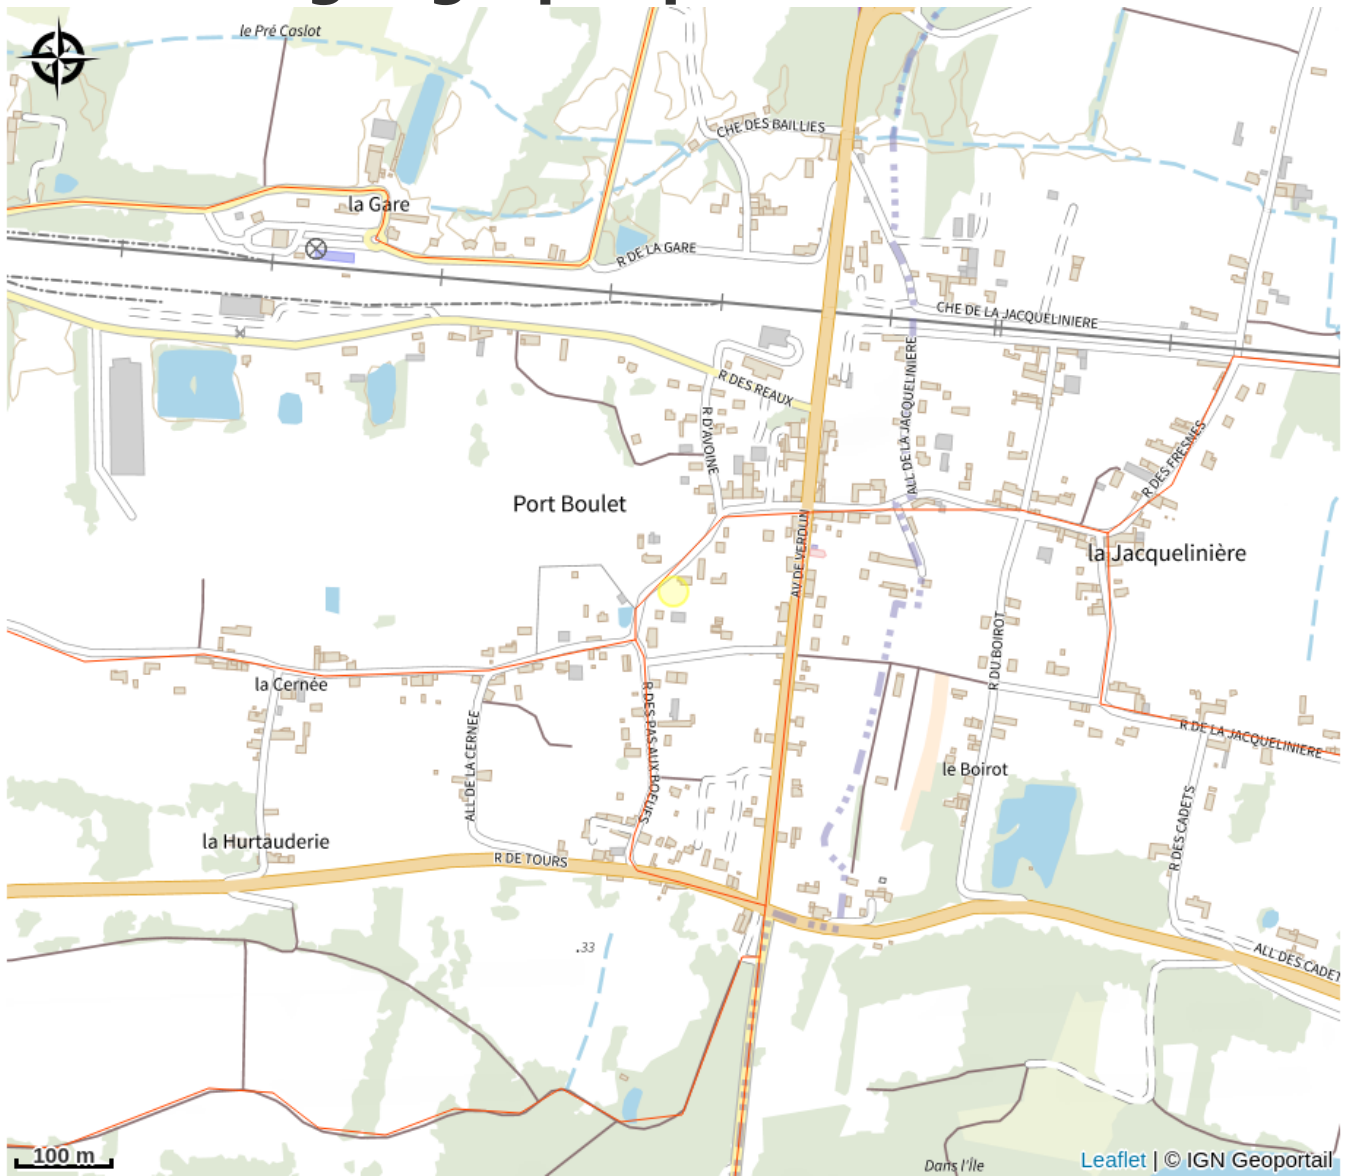 le Pré Caslot
CHE DES BAILLIES
la Gare
R DE LA GARE
CHE DE LA JACQUELINIERE
R DES REAUX
ALL DE LA JACQUELINIERE
R D'AVOINE
R DES FRESNES
Port Boulet
AV DE VERDUN
la Jacquelinière
R DU BOIROT
la Cernée
R DES PAS AUX BOEUFS
ALL DE LA CERNEE
R DE LA JACQUELINIERE
le Boirot
R DES CADETS
la Hurtauderie
R DE TOURS
.33
ALL DES CADET
100 m
Dans l'Île
Leaflet | © IGN Geoportail